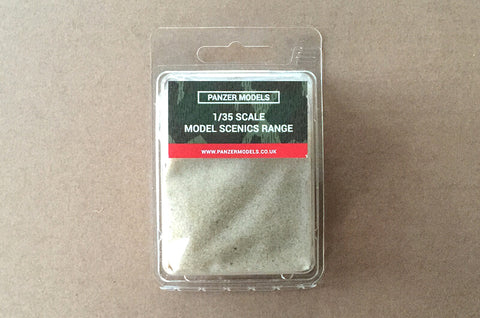 PANZER MODELS
1/35 SCALE
MODEL SCENICS RANGE
WWW.PANZERMODELS.CO.UK